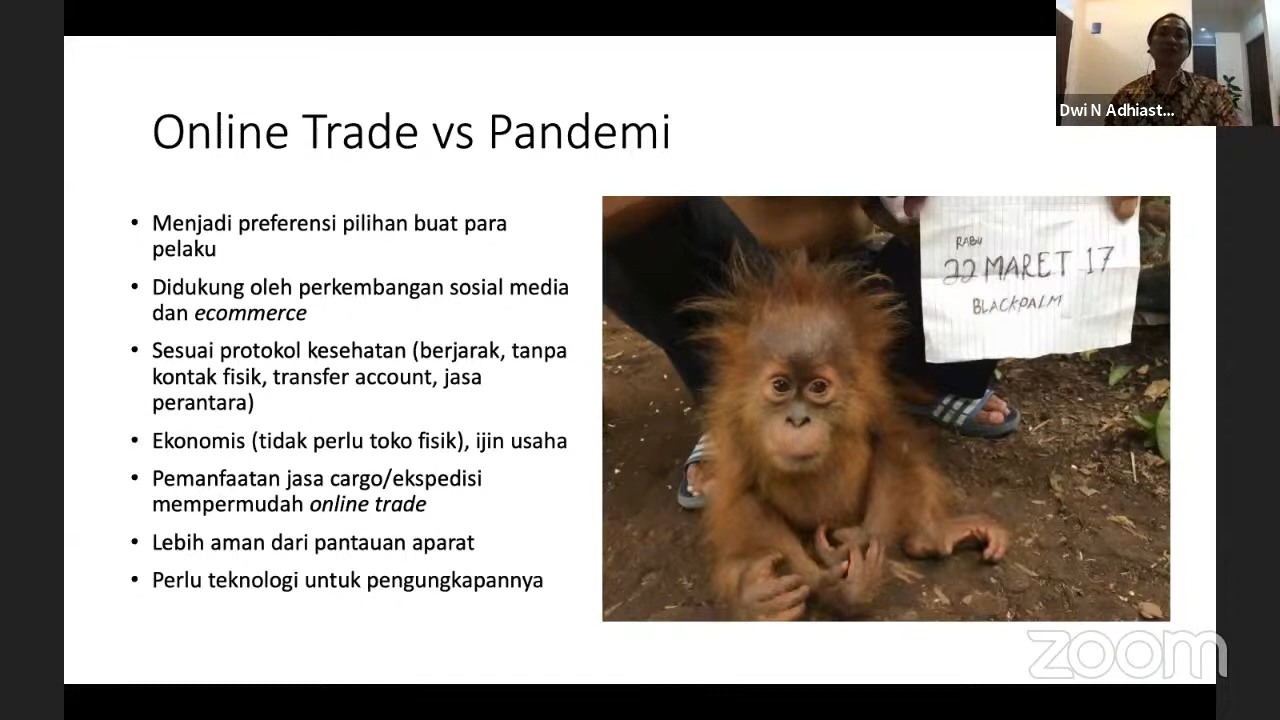 Dwi N Adhiast...
Online Trade vs Pandemi
• Menjadi preferensi pilihan buat para
pelaku
• Didukung oleh perkembangan sosial media
dan ecommerce
• Sesuai protokol kesehatan (berjarak, tanpa
kontak fisik, transfer account, jasa
perantara)
• Ekonomis (tidak perlu toko fisik), ijin usaha
• Pemanfaatan jasa cargo/ekspedisi
mempermudah online trade
• Lebih aman dari pantauan aparat
• Perlu teknologi untuk pengungkapannya
RABU
22 MARET 17
BLACKPALM
zoom